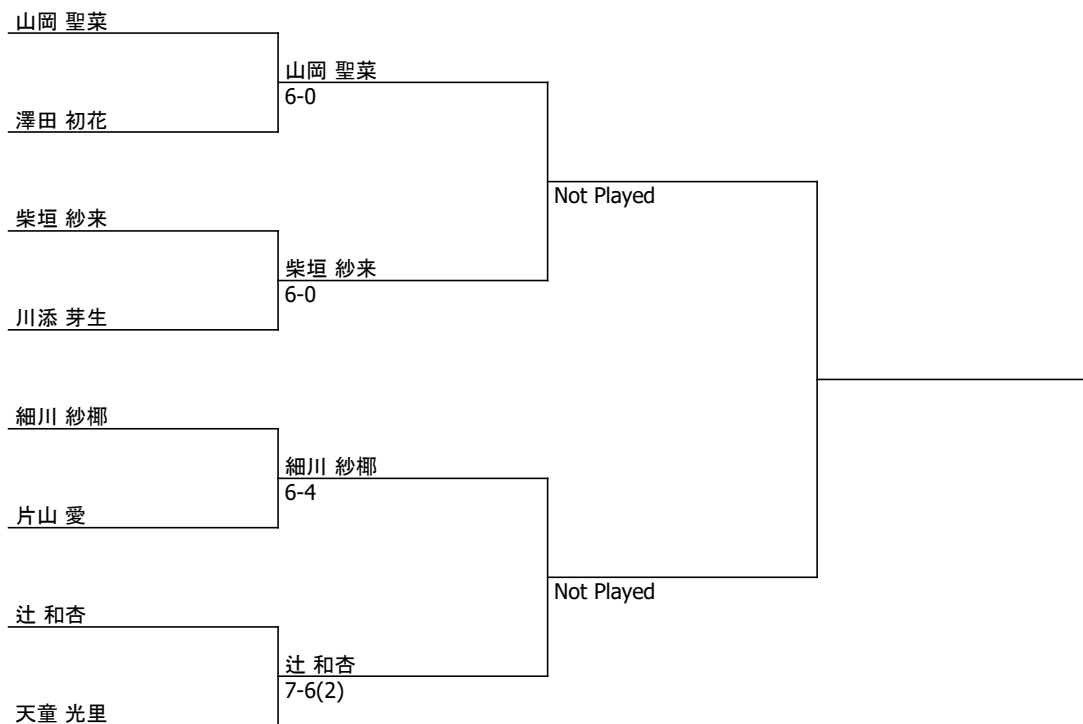 山岡 聖菜
山岡 聖菜
6-0
澤田 初花
Not Played
柴垣 紗来
柴垣 紗来
6-0
川添 芽生
細川 紗椰
細川 紗椰
6-4
片山 愛
Not Played
辻 和杏
辻 和杏
7-6(2)
天童 光里